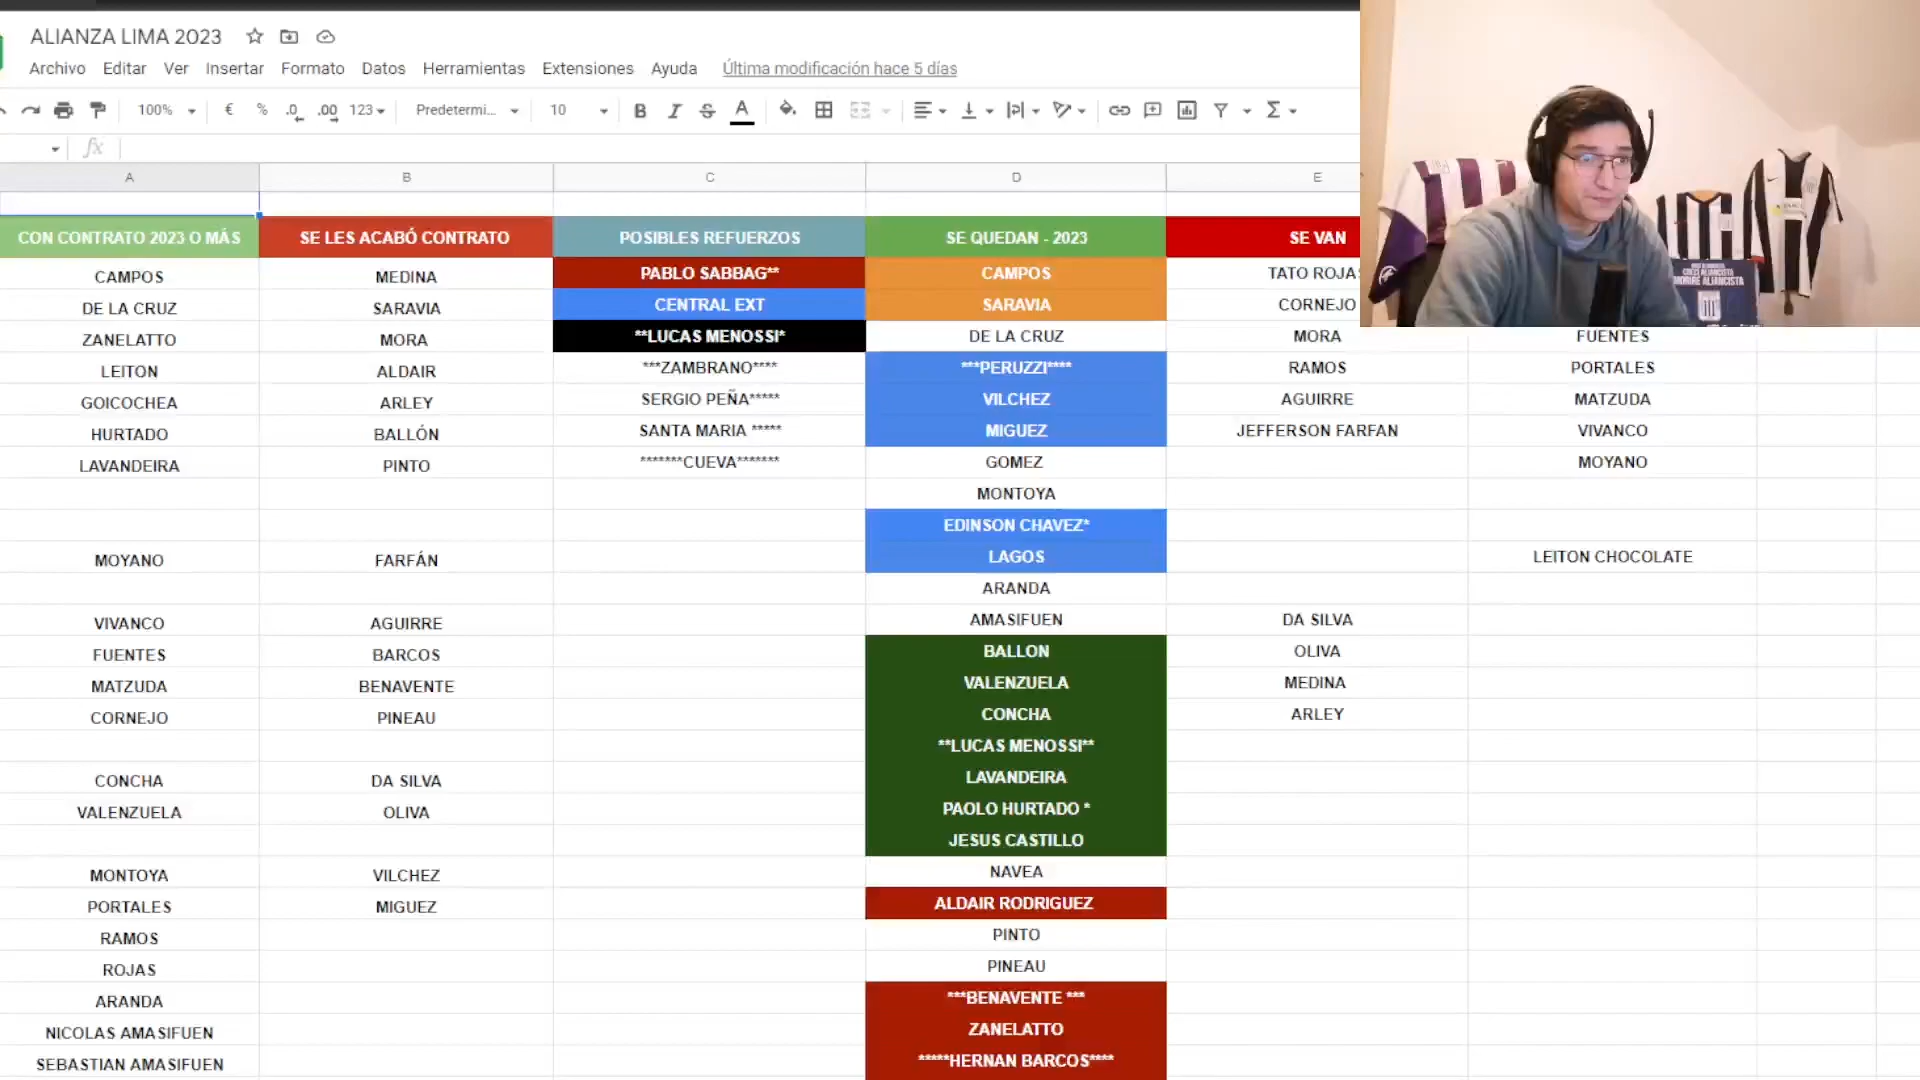 ALIANZA LIMA 2023
Archivo Editar Ver Insertar Formato Datos Herramientas Extensiones Ayuda Última modificación hace 5 días
100% € % .0 .00 123 Predetermi... 10 B I S A
fx
A B C D E
CON CONTRATO 2023 O MÁS SE LES ACABÓ CONTRATO POSIBLES REFUERZOS SE QUEDAN - 2023 SE VAN
CAMPOS MEDINA PABLO SABBAG** CAMPOS TATO ROJAS
DE LA CRUZ SARAVIA CENTRAL EXT SARAVIA CORNEJO
ZANELATTO MORA **LUCAS MENOSSI* DE LA CRUZ MORA FUENTES
LEITON ALDAIR ***ZAMBRANO**** ***PERUZZI**** RAMOS PORTALES
GOICOCHEA ARLEY SERGIO PEÑA***** VILCHEZ AGUIRRE MATZUDA
HURTADO BALLÓN SANTA MARIA ***** MIGUEZ JEFFERSON FARFAN VIVANCO
LAVANDEIRA PINTO *******CUEVA******* GOMEZ MOYANO
MONTOYA
EDINSON CHAVEZ*
MOYANO FARFÁN LAGOS LEITON CHOCOLATE
ARANDA
VIVANCO AGUIRRE AMASIFUEN DA SILVA
FUENTES BARCOS BALLON OLIVA
MATZUDA BENAVENTE VALENZUELA MEDINA
CORNEJO PINEAU CONCHA ARLEY
**LUCAS MENOSSI**
CONCHA DA SILVA LAVANDEIRA
VALENZUELA OLIVA PAOLO HURTADO *
JESUS CASTILLO
MONTOYA VILCHEZ NAVEA
PORTALES MIGUEZ ALDAIR RODRIGUEZ
RAMOS PINTO
ROJAS PINEAU
ARANDA ***BENAVENTE ***
NICOLAS AMASIFUEN ZANELATTO
SEBASTIAN AMASIFUEN *****HERNAN BARCOS****